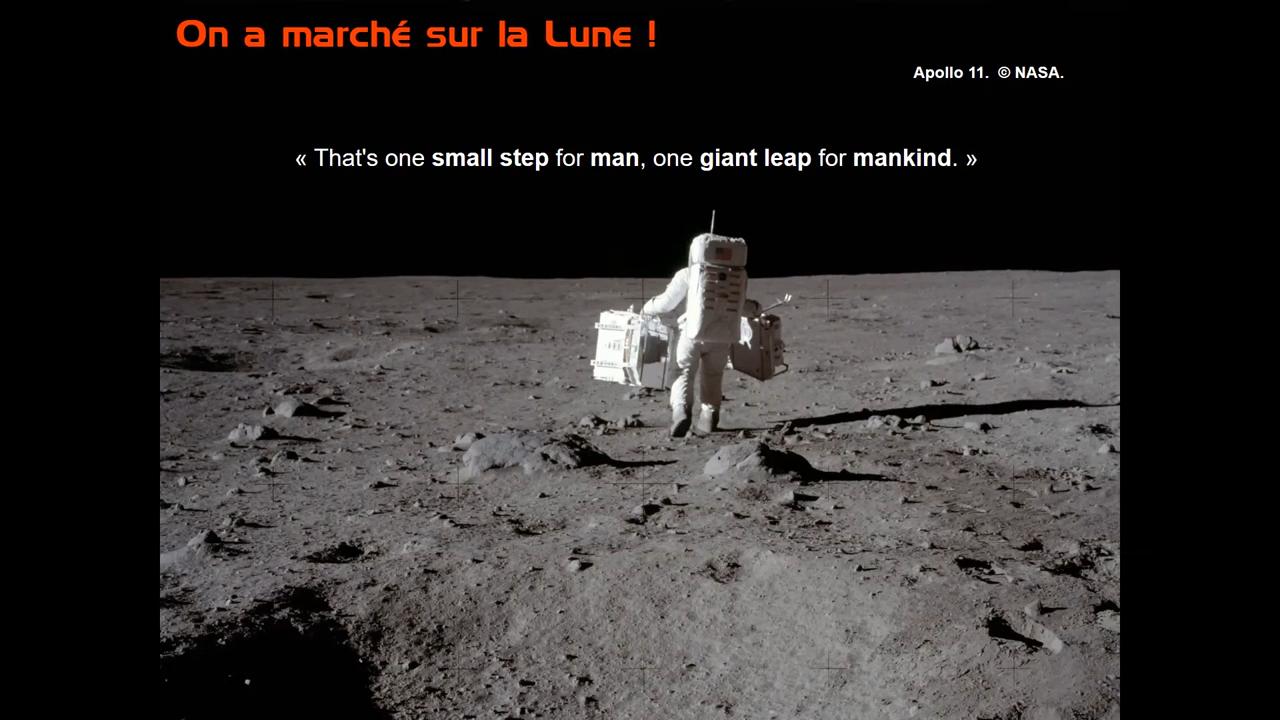 On a marché sur la Lune !
Apollo 11. © NASA.
« That's one small step for man, one giant leap for mankind. »